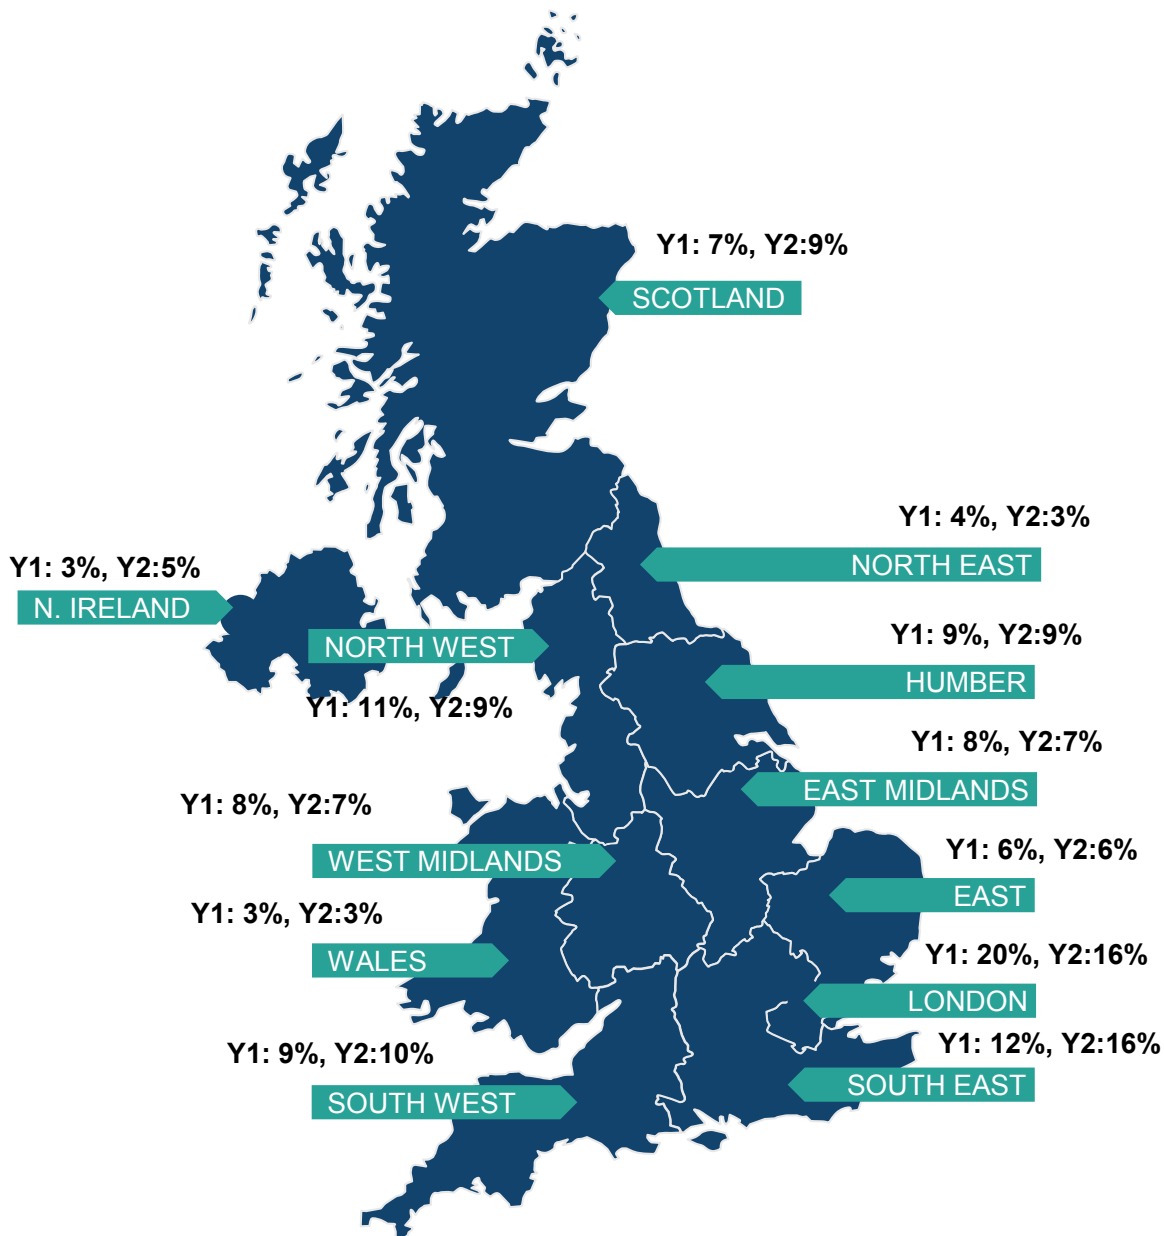 Y1: 7%, Y2:9%
SCOTLAND
Y1: 4%, Y2:3%
NORTH EAST
Y1: 3%, Y2:5%
N. IRELAND
NORTH WEST
Y1: 11%, Y2:9%
Y1: 9%, Y2:9%
HUMBER
Y1: 8%, Y2:7%
EAST MIDLANDS
Y1: 8%, Y2:7%
WEST MIDLANDS
Y1: 6%, Y2:6%
EAST
Y1: 3%, Y2:3%
WALES
Y1: 20%, Y2:16%
LONDON
Y1: 12%, Y2:16%
SOUTH EAST
Y1: 9%, Y2:10%
SOUTH WEST